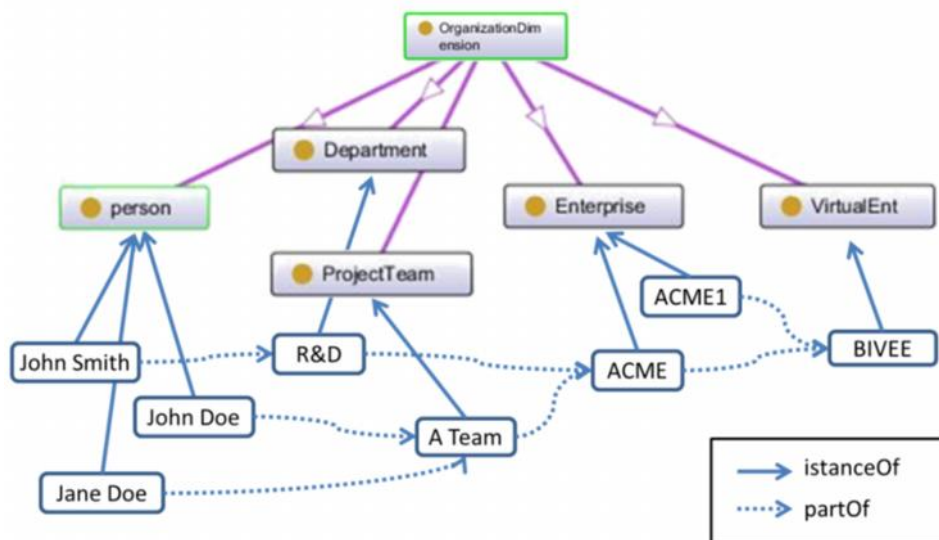 OrganizationDim
ension
Department
person
Enterprise
VirtualEnt
ProjectTeam
ACME1
R&D
BIVEE
John Smith
ACME
John Doe
A Team
Jane Doe
istanceOf
partOf